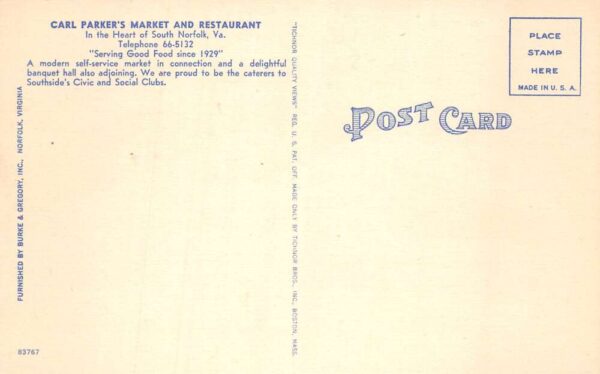 CARL PARKER'S MARKET AND RESTAURANT
In the Heart of South Norfolk, Va.
Telephone 66-5132
"Serving Good Food since 1929"
A modern self-service market in connection and a delightful
banquet hall also adjoining. We are proud to be the caterers to
Southside's Civic and Social Clubs.
FURNISHED BY BURKE & GREGORY, INC., NORFOLK, VIRGINIA
83767
"TICHNOR QUALITY VIEWS" REG. U. S. PAT. OFF. MADE ONLY BY TICHNOR BROS., INC., BOSTON, MASS.
POST CARD
PLACE
STAMP
HERE
MADE IN U. S. A.